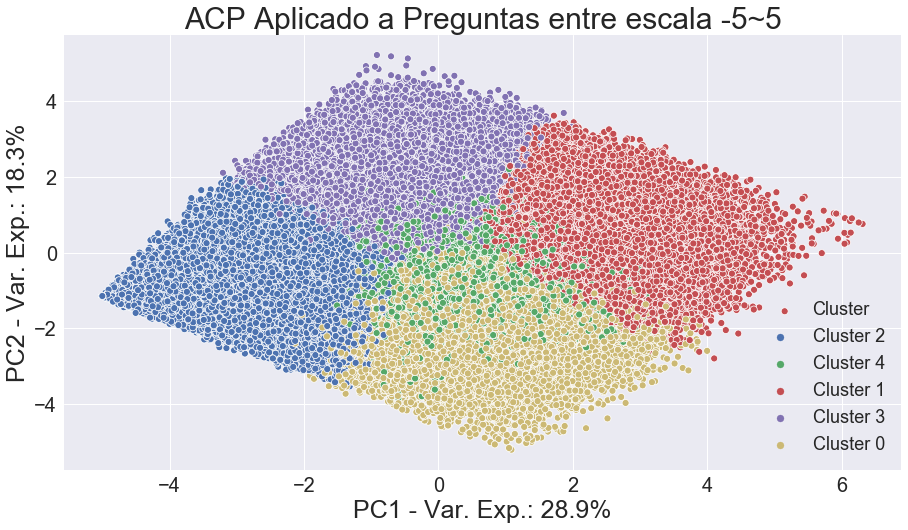 ACP Aplicado a Preguntas entre escala -5~5
PC2 - Var. Exp.: 18.3%
4
2
0
−2
−4
−4
−2
0
2
4
6
PC1 - Var. Exp.: 28.9%
Cluster
Cluster 2
Cluster 4
Cluster 1
Cluster 3
Cluster 0